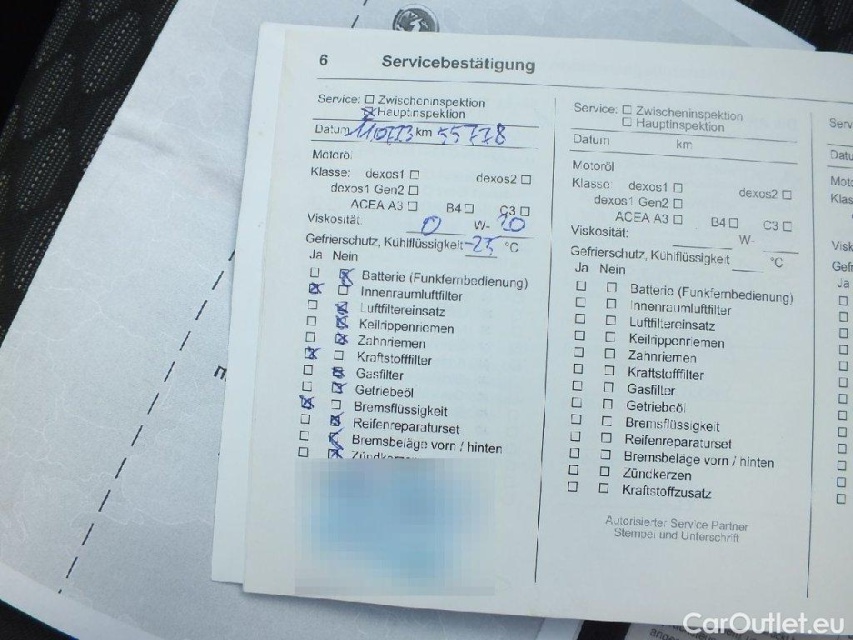 6 Servicebestätigung
Service: ☐ Zwischeninspektion
☒ Hauptinspektion
Datum 110723 km 55778
Motoröl
Klasse: dexos1 ☐ dexos2 ☐
dexos1 Gen2 ☐
ACEA A3 ☐ B4 ☐ C3 ☐
Viskosität: 0 W- 20
Gefrierschutz, Kühlflüssigkeit -25 °C
Ja Nein
☐ ☒ Batterie (Funkfernbedienung)
☒ ☐ Innenraumluftfilter
☐ ☒ Luftfiltereinsatz
☐ ☒ Keilrippenriemen
☐ ☒ Zahnriemen
☒ ☐ Kraftstofffilter
☐ ☒ Gasfilter
☐ ☒ Getriebeöl
☒ ☐ Bremsflüssigkeit
☐ ☒ Reifenreparaturset
☐ ☒ Bremsbeläge vorn / hinten
☐ ☒ Zündkerzen
Service: ☐ Zwischeninspektion
☐ Hauptinspektion
Datum km
Motoröl
Klasse: dexos1 ☐ dexos2 ☐
dexos1 Gen2 ☐
ACEA A3 ☐ B4 ☐ C3 ☐
Viskosität: W-
Gefrierschutz, Kühlflüssigkeit °C
Ja Nein
☐ ☐ Batterie (Funkfernbedienung)
☐ ☐ Innenraumluftfilter
☐ ☐ Luftfiltereinsatz
☐ ☐ Keilrippenriemen
☐ ☐ Zahnriemen
☐ ☐ Kraftstofffilter
☐ ☐ Gasfilter
☐ ☐ Getriebeöl
☐ ☐ Bremsflüssigkeit
☐ ☐ Reifenreparaturset
☐ ☐ Bremsbeläge vorn / hinten
☐ ☐ Zündkerzen
☐ ☐ Kraftstoffzusatz
Autorisierter Service Partner
Stempel und Unterschrift
CarOutlet.eu